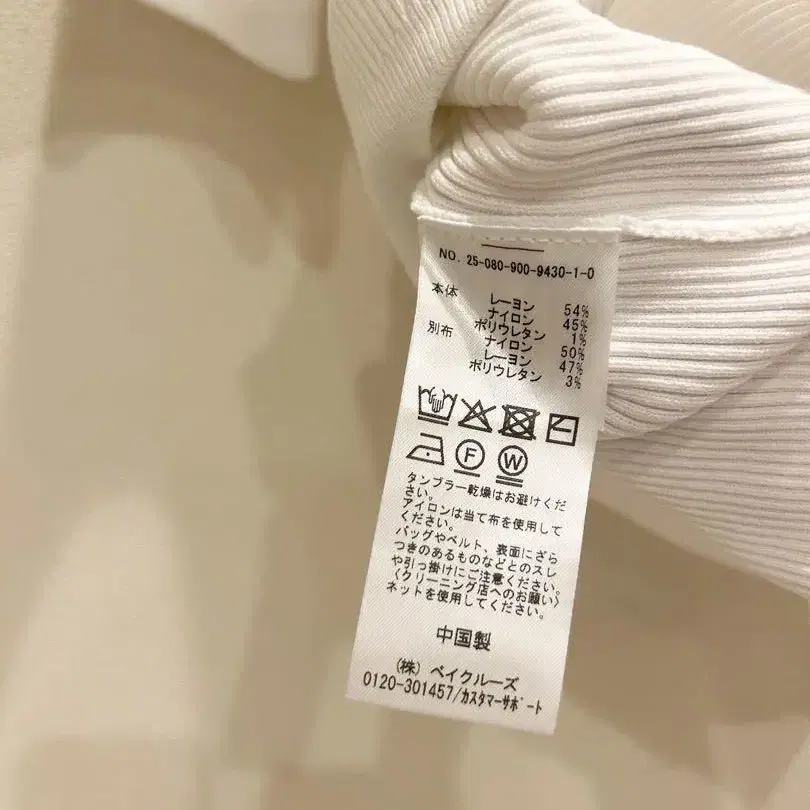 NO. 25-080-900-9430-1-0
本体 レーヨン 54%
ナイロン 45%
ポリウレタン 1%
別布 ナイロン 50%
レーヨン 47%
ポリウレタン 3%
F W
タンブラー乾燥はお避けくだ
さい。
アイロンは当て布を使用して
ください。
バッグやベルト、表面にざら
つきのあるものなどとのスレ
や引っ掛けにご注意ください。
〈クリーニング店へのお願い〉
ネットを使用してください。
中国製
(株) ベイクルーズ
0120-301457/カスタマーサポート